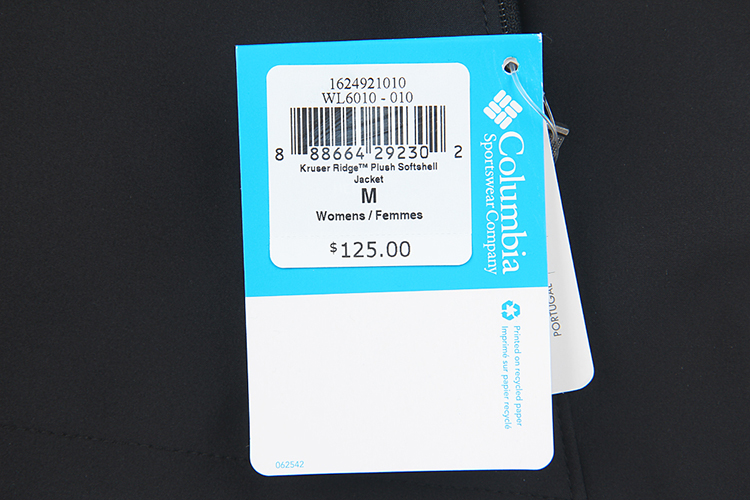 1624921010
WL6010 - 010
8 88664 29230 2
Kruser Ridge™ Plush Softshell
Jacket
M
Womens / Femmes
$125.00
Columbia
Sportswear Company
Printed on recycled paper
Imprimé sur papier recyclé
062542
PORTUGAL